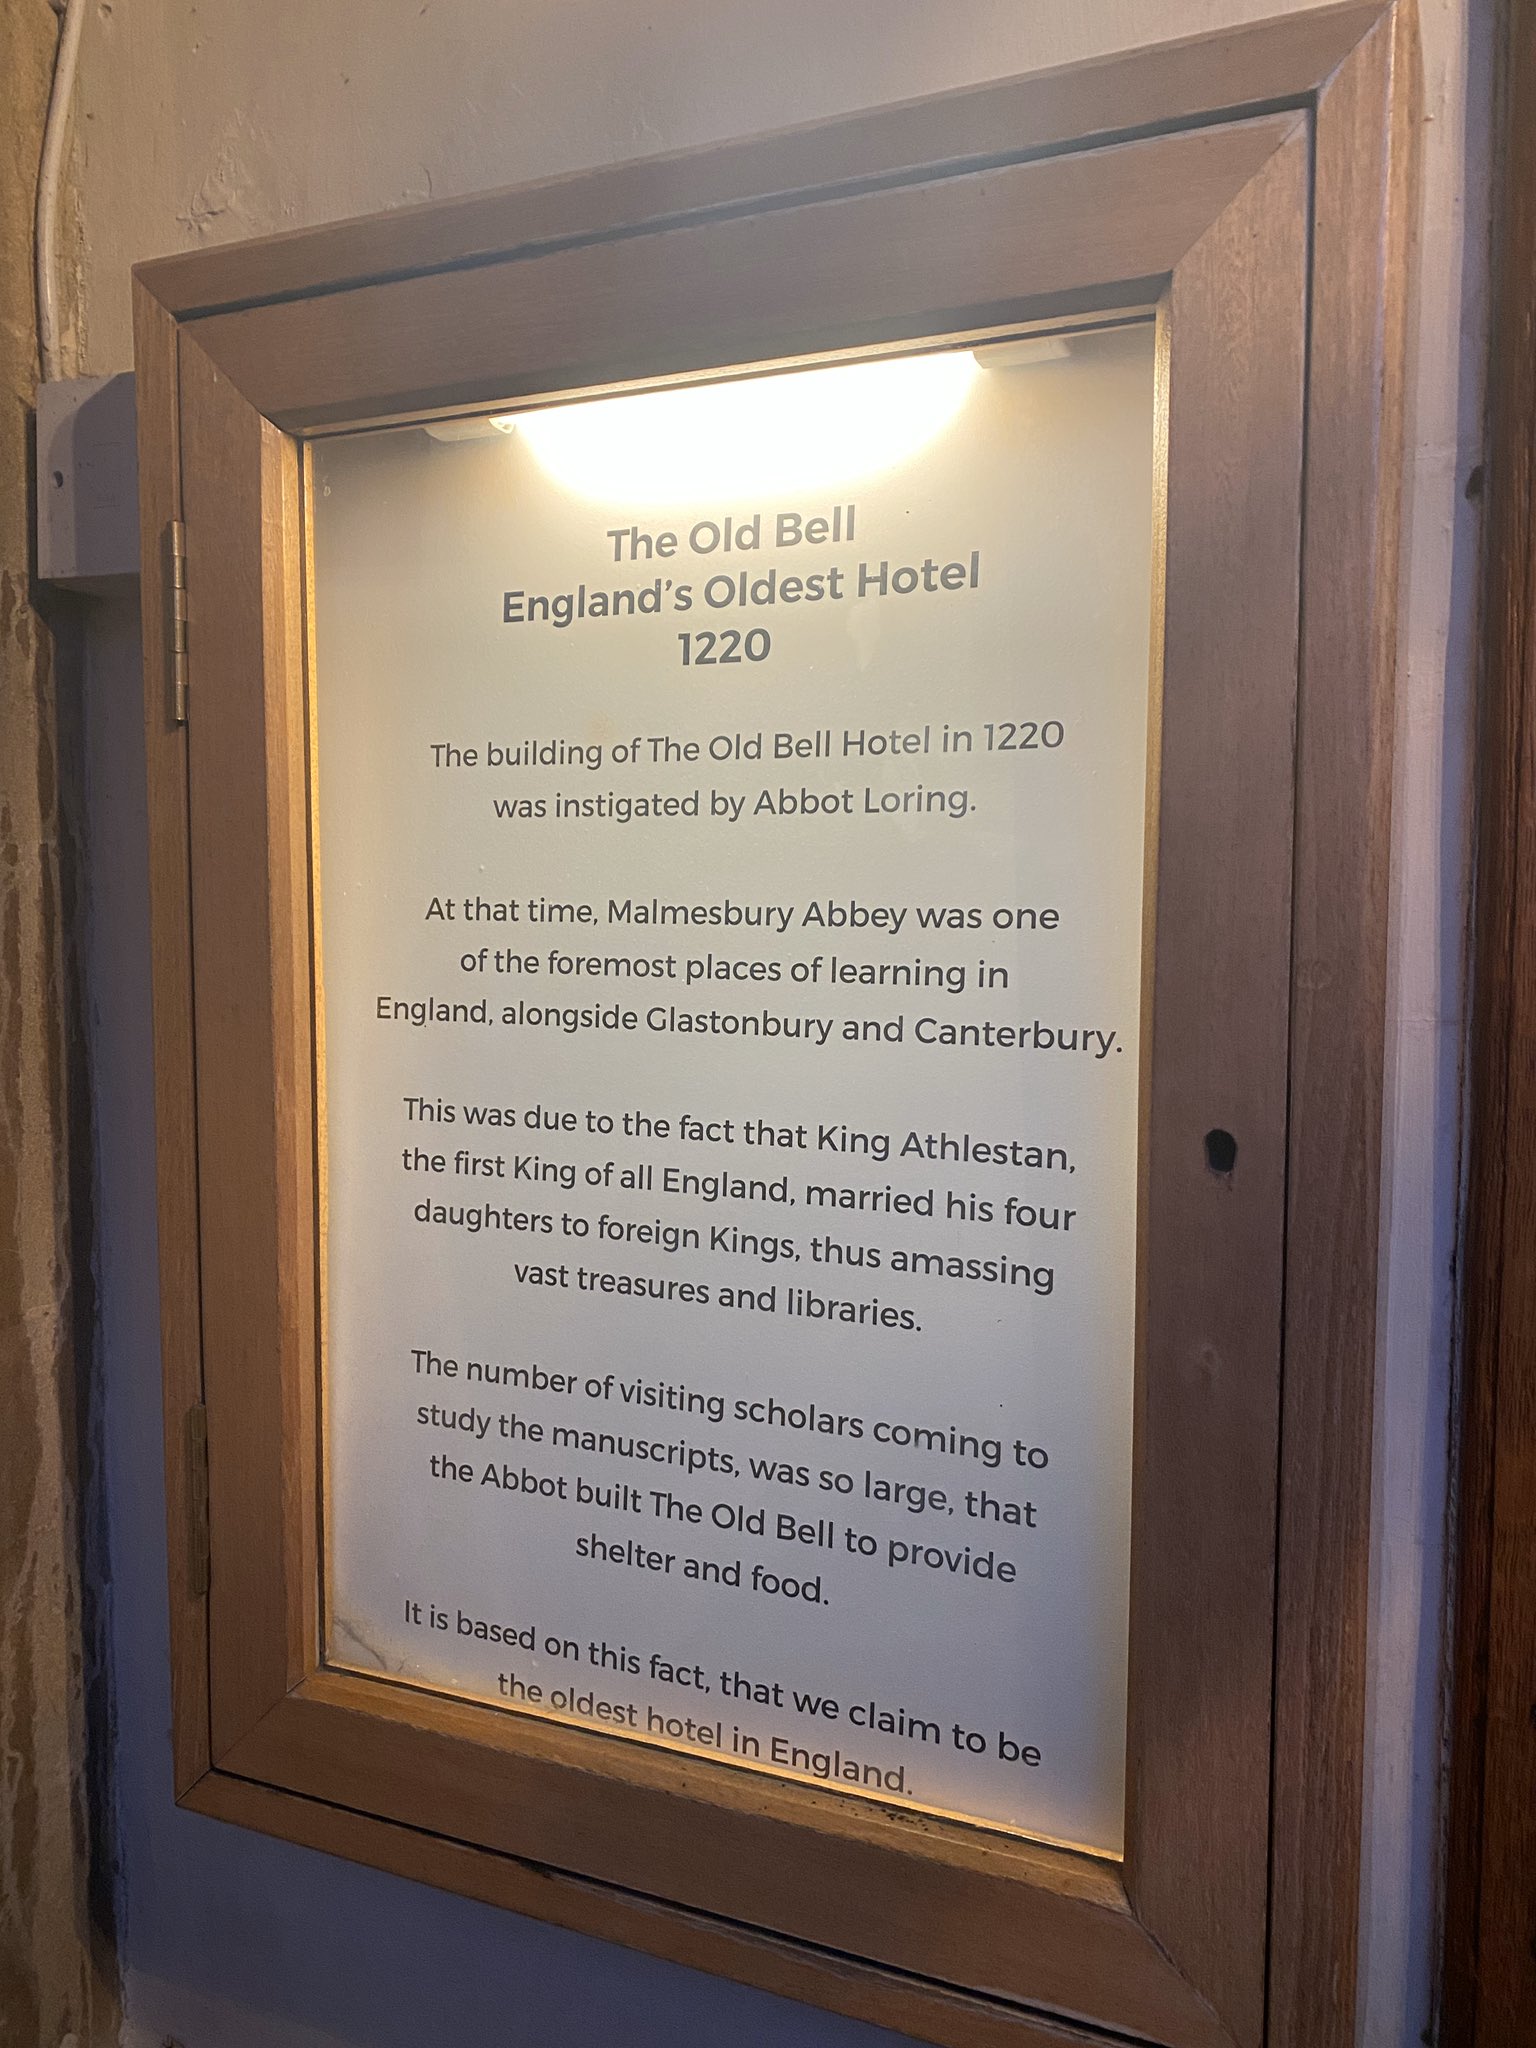 The Old Bell
England's Oldest Hotel
1220
The building of The Old Bell Hotel in 1220
was instigated by Abbot Loring.
At that time, Malmesbury Abbey was one
of the foremost places of learning in
England, alongside Glastonbury and Canterbury.
This was due to the fact that King Athlestan,
the first King of all England, married his four
daughters to foreign Kings, thus amassing
vast treasures and libraries.
The number of visiting scholars coming to
study the manuscripts, was so large, that
the Abbot built The Old Bell to provide
shelter and food.
It is based on this fact, that we claim to be
the oldest hotel in England.